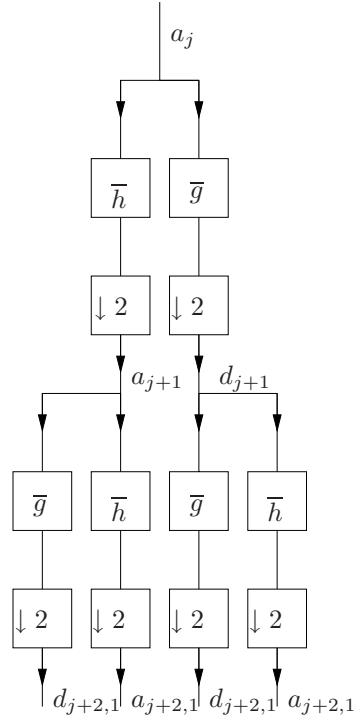 a_j
h̅ g̅
↓ 2 ↓ 2
a_{j+1} d_{j+1}
g̅ h̅ g̅ h̅
↓ 2 ↓ 2 ↓ 2 ↓ 2
d_{j+2,1} a_{j+2,1} d_{j+2,1} a_{j+2,1}